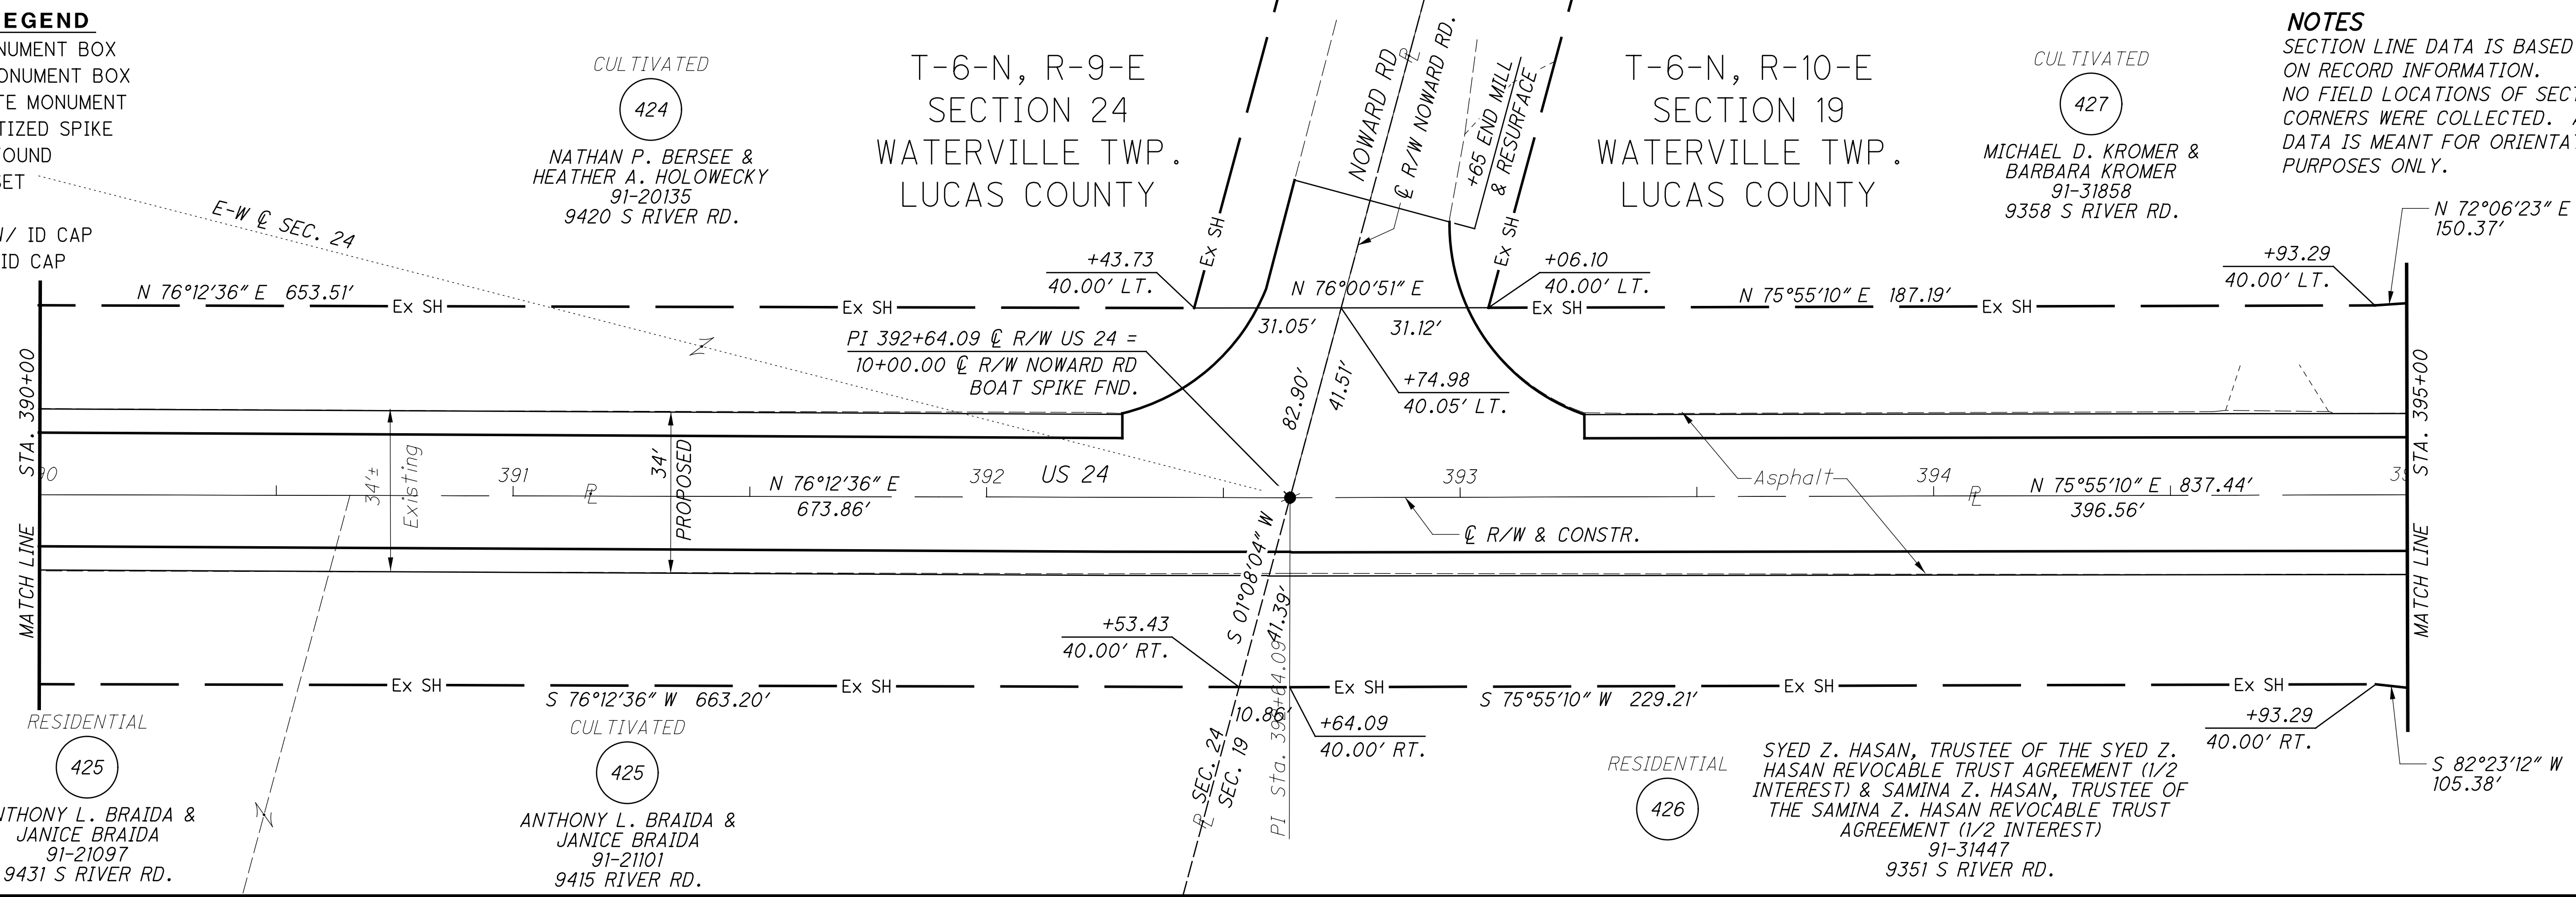 EGEND
NUMENT BOX
ONUMENT BOX
TE MONUMENT
TIZED SPIKE
OUND
SET
W/ ID CAP
ID CAP
E-W ℄ SEC. 24
CULTIVATED
424
NATHAN P. BERSEE &
HEATHER A. HOLOWECKY
91-20135
9420 S RIVER RD.
T-6-N, R-9-E
SECTION 24
WATERVILLE TWP.
LUCAS COUNTY
NOWARD RD
℄ R/W NOWARD RD.
+65 END MILL
& RESURFACE
T-6-N, R-10-E
SECTION 19
WATERVILLE TWP.
LUCAS COUNTY
CULTIVATED
427
MICHAEL D. KROMER &
BARBARA KROMER
91-31858
9358 S RIVER RD.
NOTES
SECTION LINE DATA IS BASED
ON RECORD INFORMATION.
NO FIELD LOCATIONS OF SECT
CORNERS WERE COLLECTED. A
DATA IS MEANT FOR ORIENTAT
PURPOSES ONLY.
N 72°06'23" E
150.37'
+93.29
40.00' LT.
N 76°12'36" E 653.51'
Ex SH
Ex SH
+43.73
40.00' LT.
Ex SH
N 76°00'51" E
31.05'
31.12'
Ex SH
+06.10
40.00' LT.
Ex SH
N 75°55'10" E 187.19'
Ex SH
PI 392+64.09 ℄ R/W US 24 =
10+00.00 ℄ R/W NOWARD RD
BOAT SPIKE FND.
82.90'
41.51'
+74.98
40.05' LT.
MATCH LINE STA. 390+00
90
34'±
Existing
391
34'
PROPOSED
N 76°12'36" E
673.86'
392
US 24
393
℄ R/W & CONSTR.
Asphalt
394
N 75°55'10" E 837.44'
396.56'
39
MATCH LINE STA. 395+00
S 01°08'04" W
41.39'
+53.43
40.00' RT.
Ex SH
S 76°12'36" W 663.20'
Ex SH
10.86'
PI Sta. 392+64.09
SEC. 24
SEC. 19
+64.09
40.00' RT.
Ex SH
S 75°55'10" W 229.21'
Ex SH
Ex SH
+93.29
40.00' RT.
S 82°23'12" W
105.38'
RESIDENTIAL
425
NTHONY L. BRAIDA &
JANICE BRAIDA
91-21097
9431 S RIVER RD.
CULTIVATED
425
ANTHONY L. BRAIDA &
JANICE BRAIDA
91-21101
9415 RIVER RD.
RESIDENTIAL
426
SYED Z. HASAN, TRUSTEE OF THE SYED Z.
HASAN REVOCABLE TRUST AGREEMENT (1/2
INTEREST) & SAMINA Z. HASAN, TRUSTEE OF
THE SAMINA Z. HASAN REVOCABLE TRUST
AGREEMENT (1/2 INTEREST)
91-31447
9351 S RIVER RD.